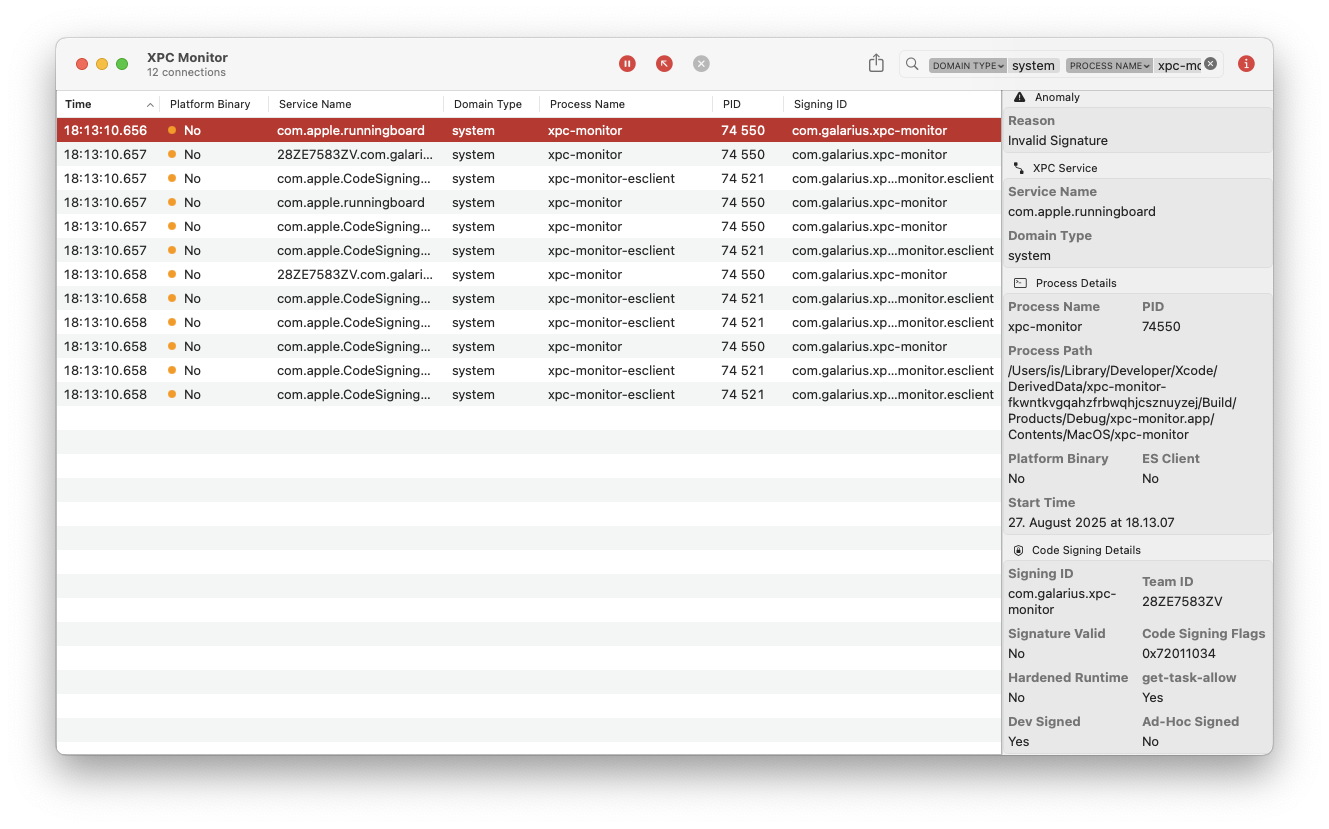 XPC Monitor
12 connections
DOMAIN TYPE system PROCESS NAME xpc-mo
Time Platform Binary Service Name Domain Type Process Name PID Signing ID
18:13:10.656 No com.apple.runningboard system xpc-monitor 74 550 com.galarius.xpc-monitor
18:13:10.657 No 28ZE7583ZV.com.galari... system xpc-monitor 74 550 com.galarius.xpc-monitor
18:13:10.657 No com.apple.CodeSigning... system xpc-monitor-esclient 74 521 com.galarius.xp...monitor.esclient
18:13:10.657 No com.apple.runningboard system xpc-monitor 74 550 com.galarius.xpc-monitor
18:13:10.657 No com.apple.CodeSigning... system xpc-monitor 74 550 com.galarius.xpc-monitor
18:13:10.657 No com.apple.CodeSigning... system xpc-monitor-esclient 74 521 com.galarius.xp...monitor.esclient
18:13:10.658 No 28ZE7583ZV.com.galari... system xpc-monitor 74 550 com.galarius.xpc-monitor
18:13:10.658 No com.apple.CodeSigning... system xpc-monitor-esclient 74 521 com.galarius.xp...monitor.esclient
18:13:10.658 No com.apple.CodeSigning... system xpc-monitor-esclient 74 521 com.galarius.xp...monitor.esclient
18:13:10.658 No com.apple.CodeSigning... system xpc-monitor 74 550 com.galarius.xpc-monitor
18:13:10.658 No com.apple.CodeSigning... system xpc-monitor-esclient 74 521 com.galarius.xp...monitor.esclient
18:13:10.658 No com.apple.CodeSigning... system xpc-monitor-esclient 74 521 com.galarius.xp...monitor.esclient
Anomaly
Reason
Invalid Signature
XPC Service
Service Name
com.apple.runningboard
Domain Type
system
Process Details
Process Name PID
xpc-monitor 74550
Process Path
/Users/is/Library/Developer/Xcode/
DerivedData/xpc-monitor-
fkwntkvgqahzfrbwqhjcsznuyzej/Build/
Products/Debug/xpc-monitor.app/
Contents/MacOS/xpc-monitor
Platform Binary ES Client
No No
Start Time
27. August 2025 at 18.13.07
Code Signing Details
Signing ID Team ID
com.galarius.xpc- 28ZE7583ZV
monitor
Signature Valid Code Signing Flags
No 0x72011034
Hardened Runtime get-task-allow
No Yes
Dev Signed Ad-Hoc Signed
Yes No